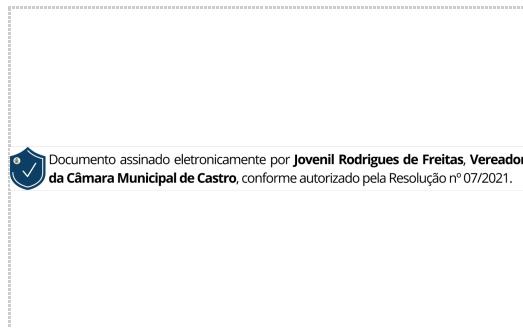 Documento assinado eletronicamente por Jovenil Rodrigues de Freitas, Vereador
da Câmara Municipal de Castro, conforme autorizado pela Resolução nº 07/2021.